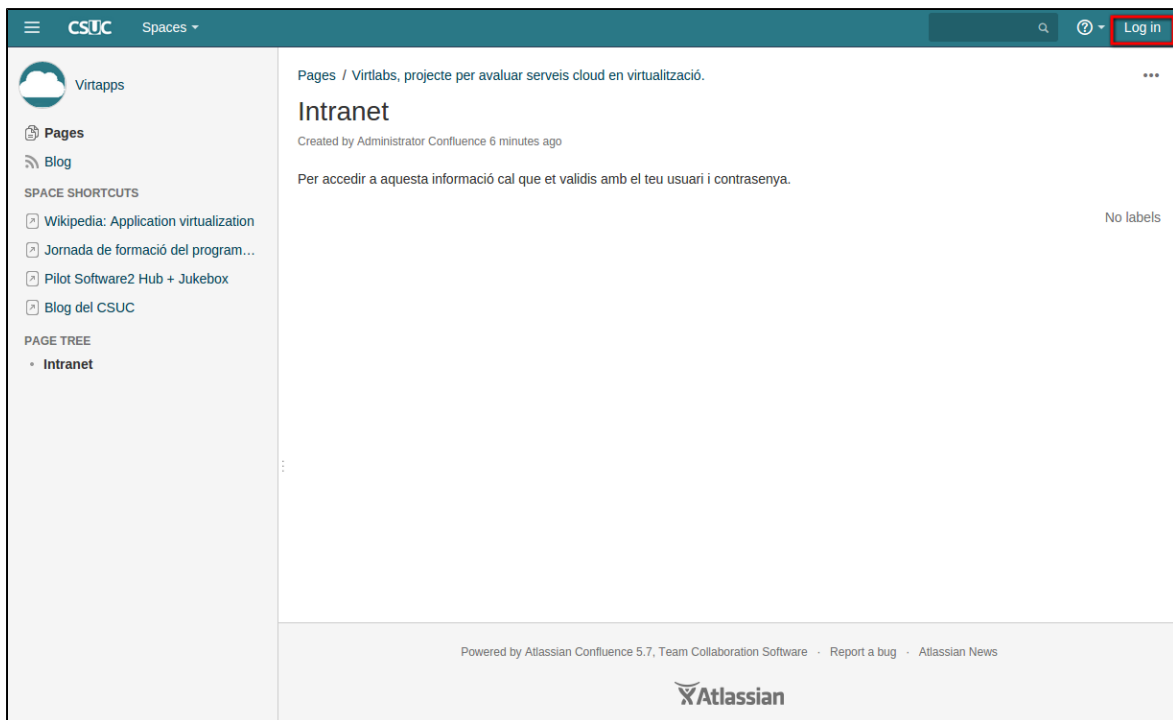 CSUC Spaces Log in
Virtapps
Pages
Blog
SPACE SHORTCUTS
Wikipedia: Application virtualization
Jornada de formació del program…
Pilot Software2 Hub + Jukebox
Blog del CSUC
PAGE TREE
Intranet
Pages / Virtlabs, projecte per avaluar serveis cloud en virtualització.
Intranet
Created by Administrator Confluence 6 minutes ago
Per accedir a aquesta informació cal que et validis amb el teu usuari i contrasenya.
No labels
Powered by Atlassian Confluence 5.7, Team Collaboration Software · Report a bug · Atlassian News
Atlassian